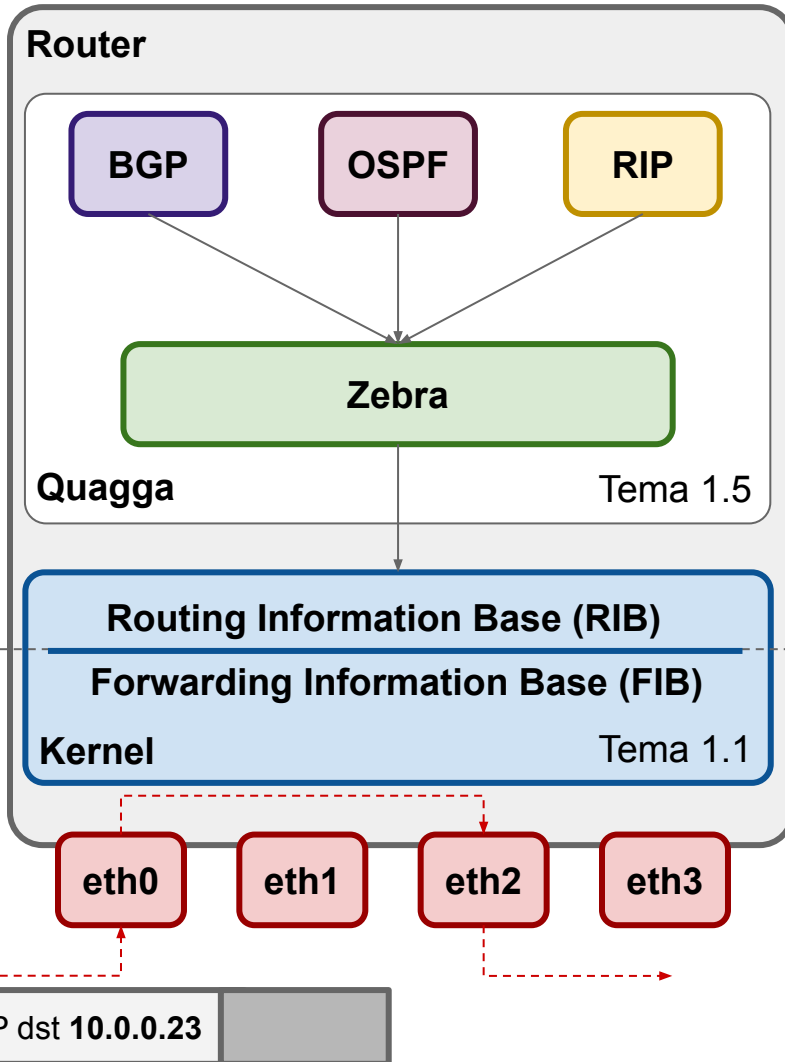 Router
BGP
OSPF
RIP
Zebra
Quagga
Tema 1.5
Routing Information Base (RIB)
Forwarding Information Base (FIB)
Kernel
Tema 1.1
eth0
eth1
eth2
eth3
P dst 10.0.0.23